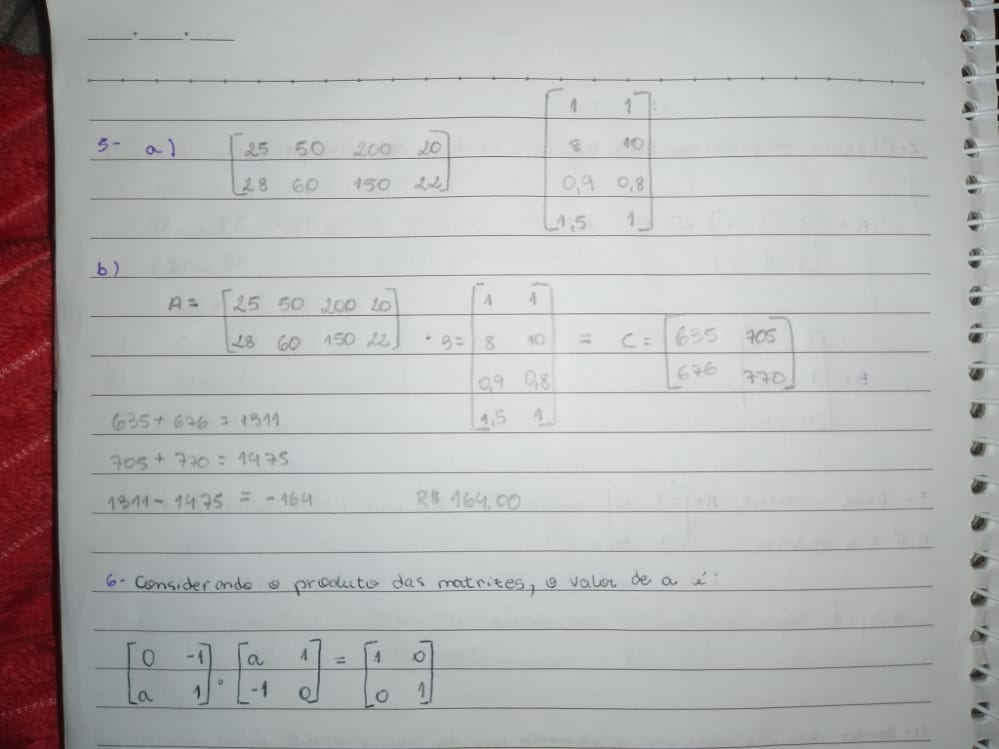 5- a) [25 50 200 20] [1 1]
[28 60 150 22] [8 10]
[0,9 0,8]
[1,5 1]
b)
A = [25 50 200 20] · B = [1 1] = C = [635 705]
[28 60 150 22] [8 10] [676 770]
[0,9 0,8]
[1,5 1]
635 + 676 = 1311
705 + 770 = 1475
1311 - 1475 = -164 R$ 164,00
6- Considerando o produto das matrizes, o valor de a é:
[0 -1] · [a 1] = [1 0]
[a 1] [-1 0] [0 1]